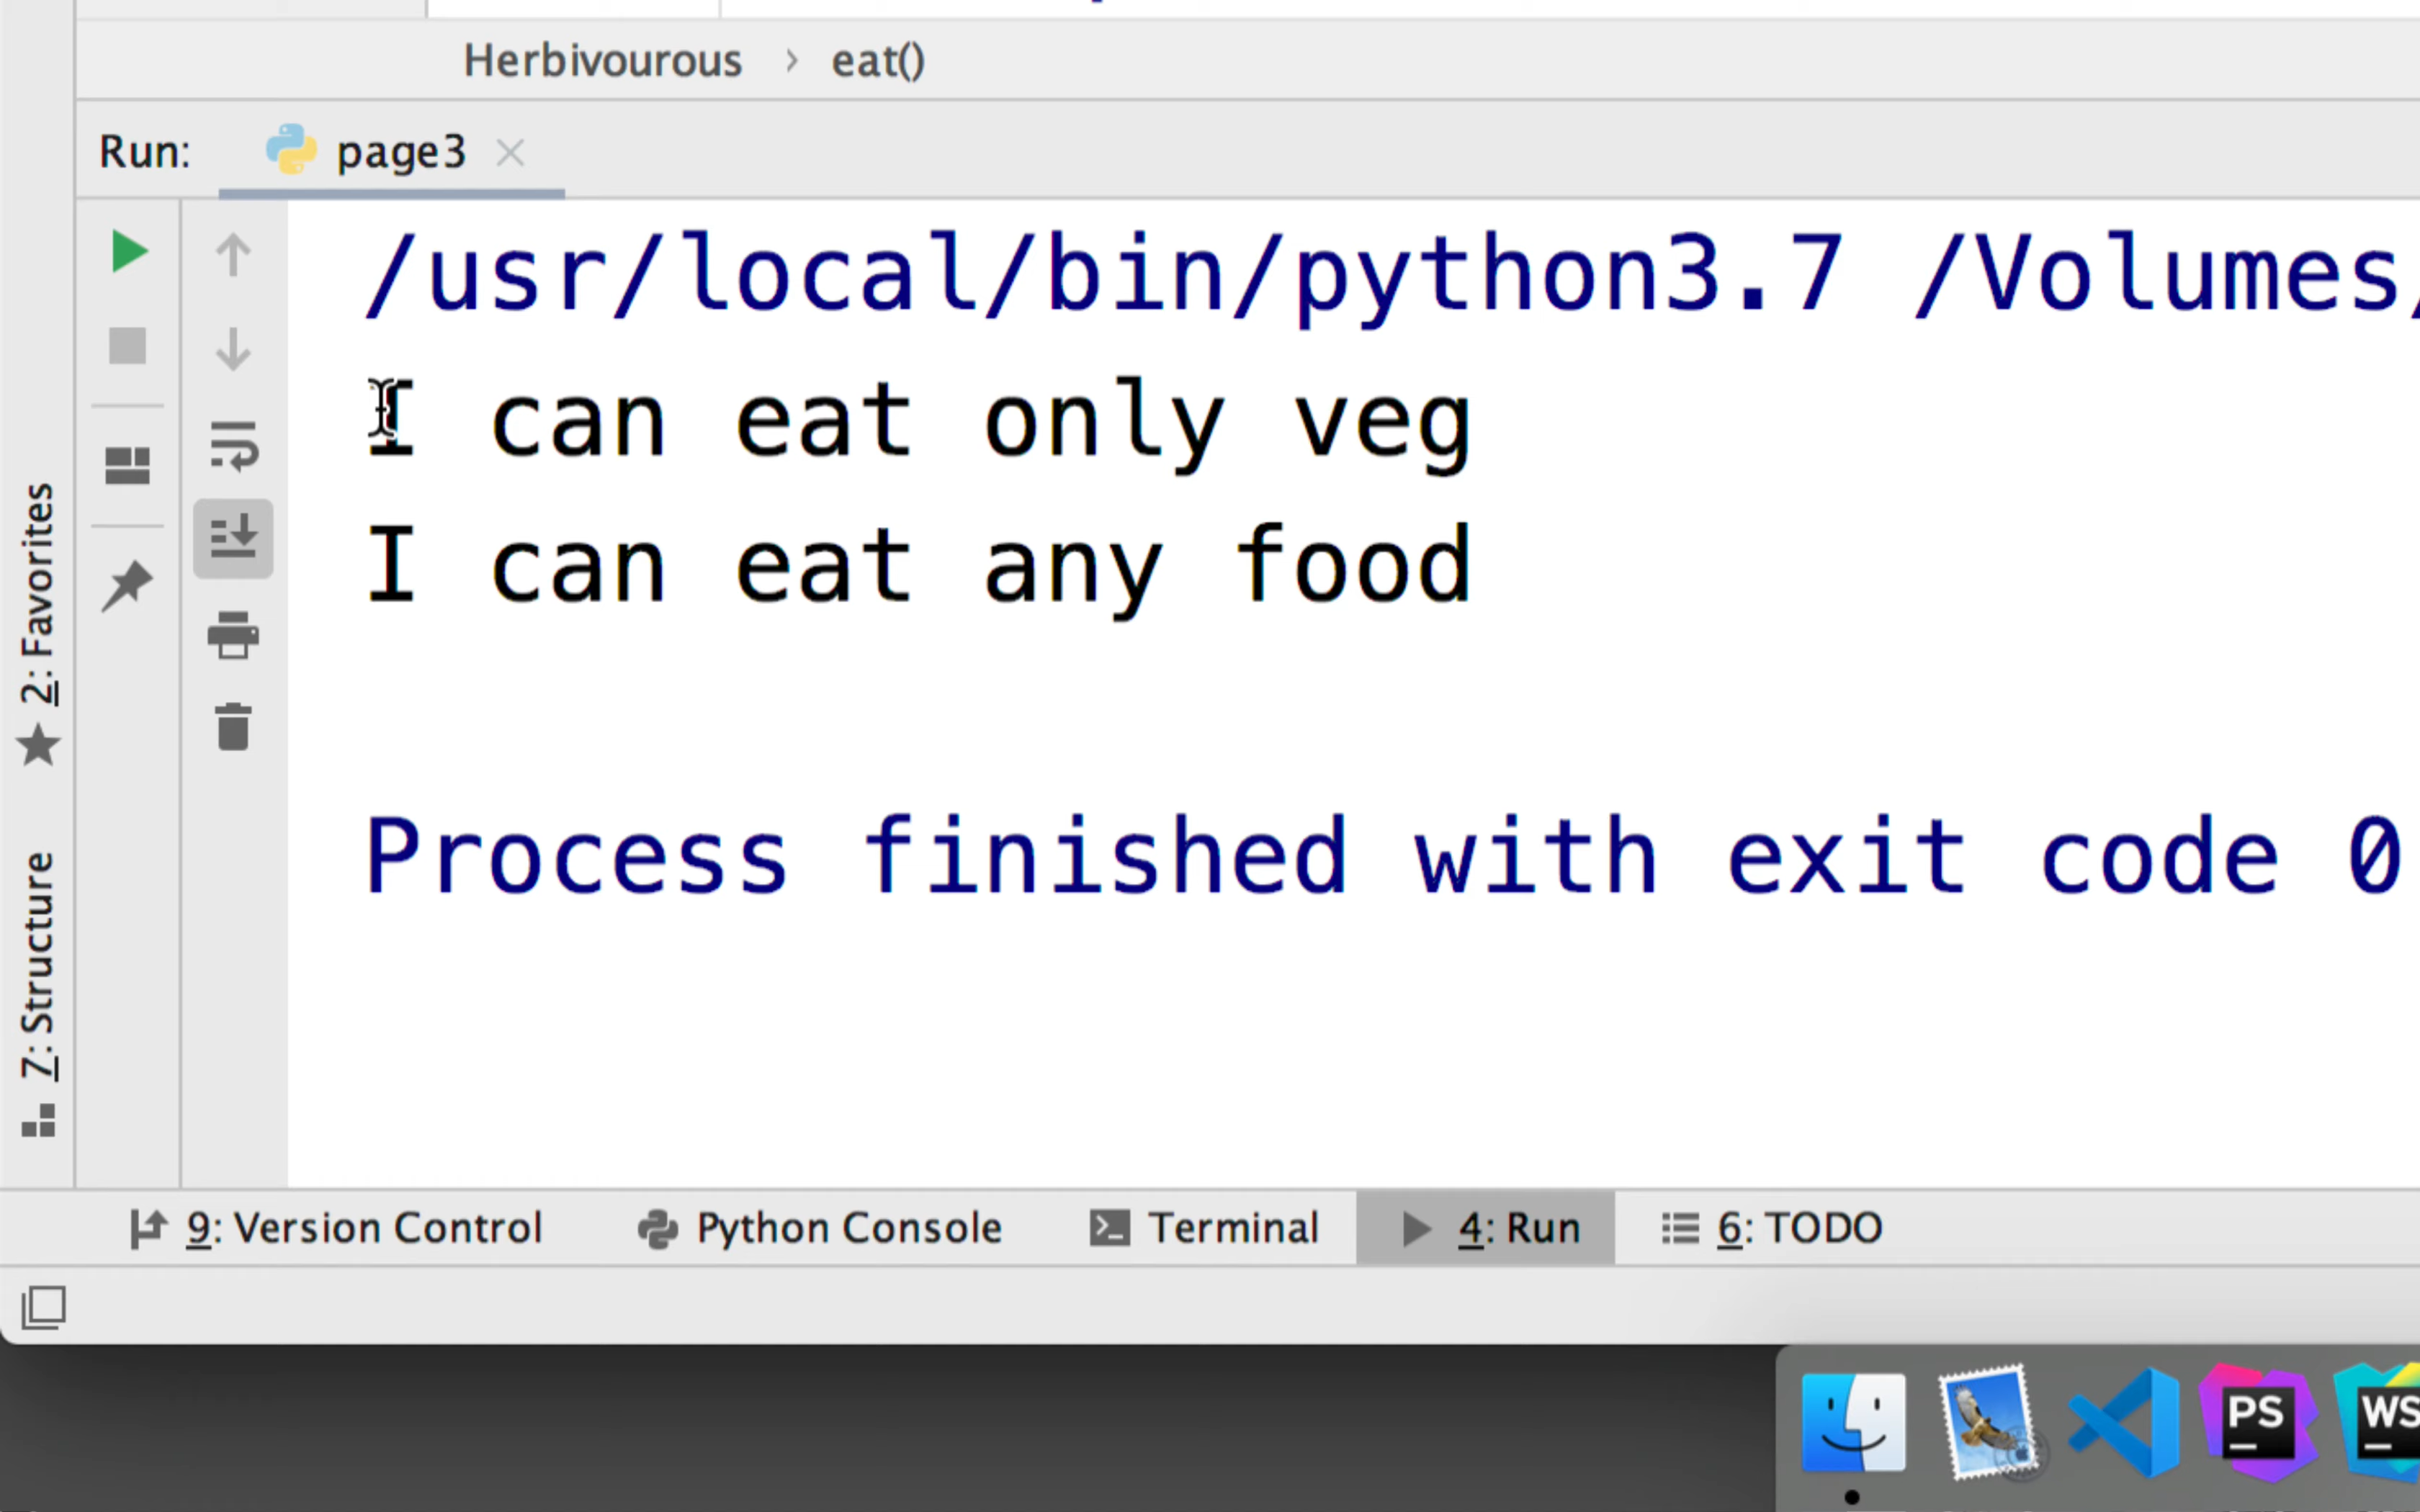 Herbivourous › eat()
Run: page3
/usr/local/bin/python3.7 /Volumes/
I can eat only veg
I can eat any food
Process finished with exit code 0
2: Favorites
7: Structure
9: Version Control Python Console Terminal 4: Run 6: TODO
PS WS